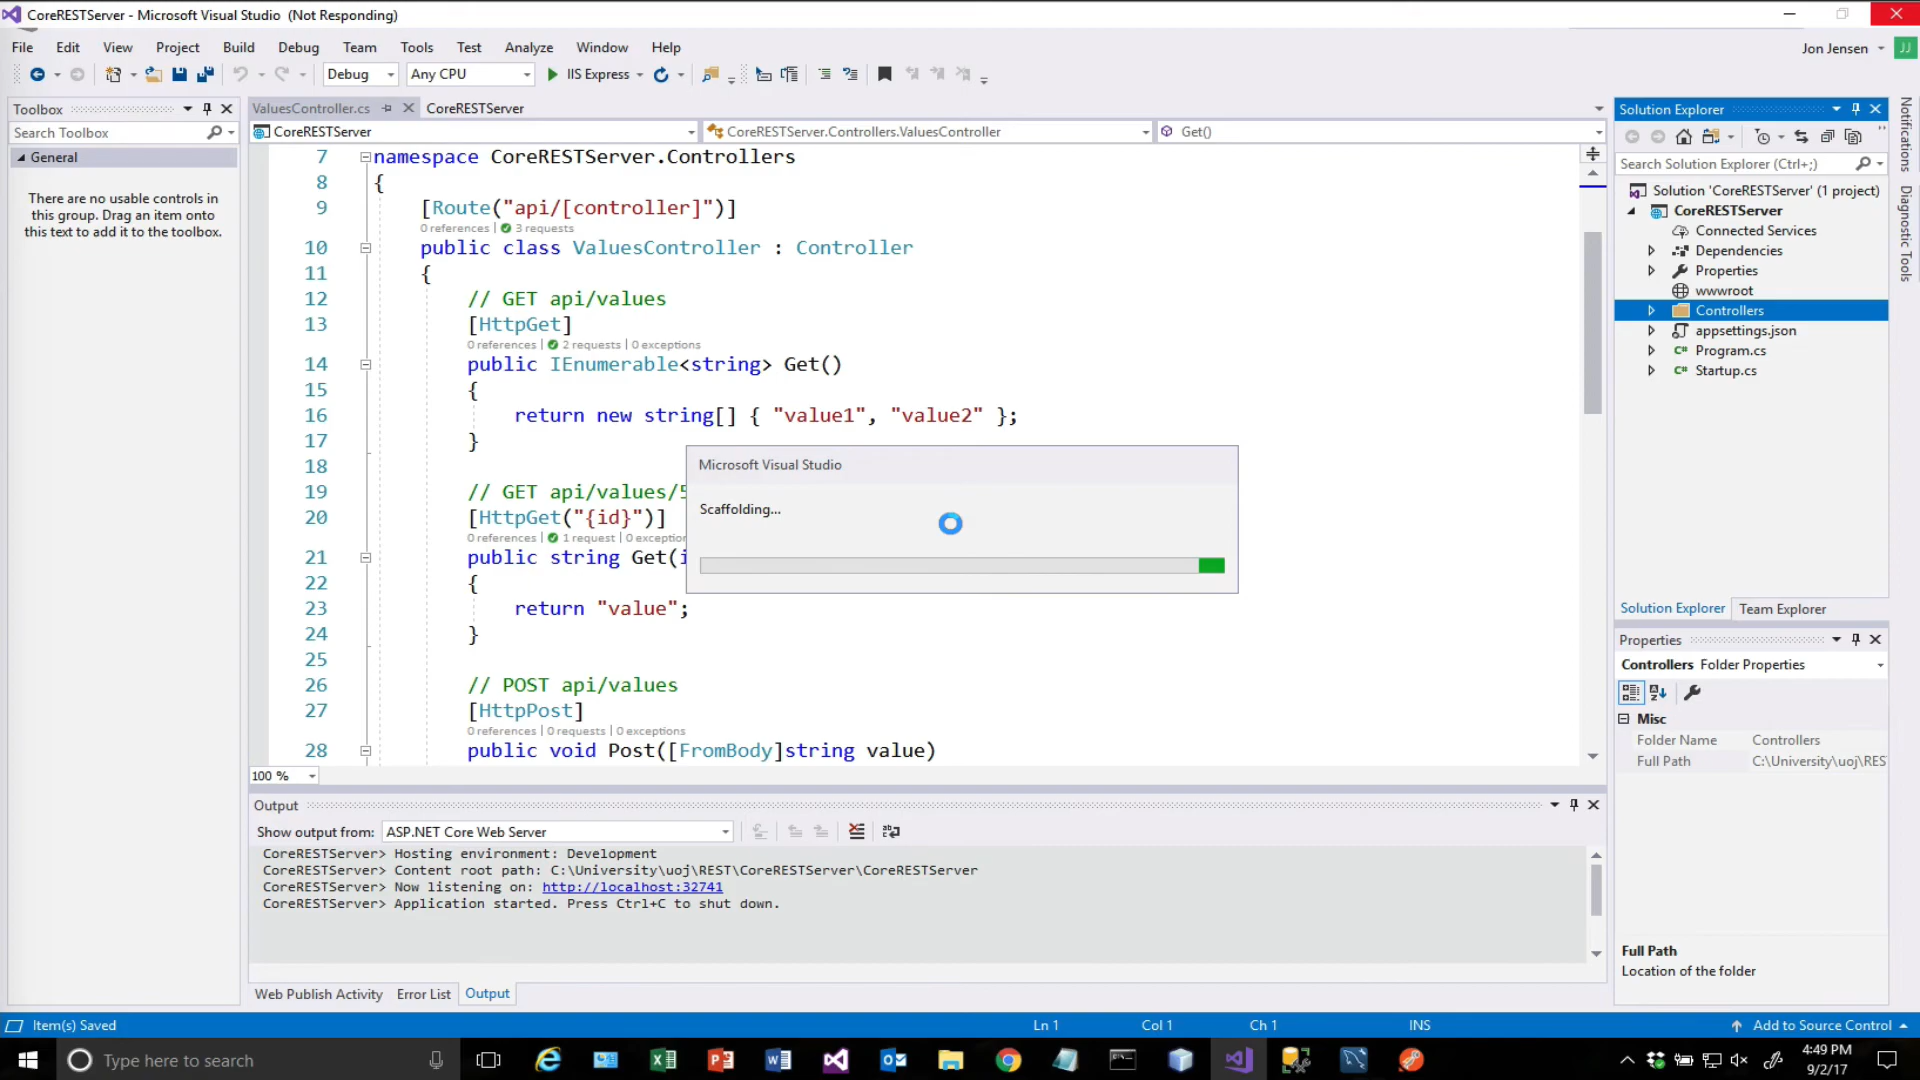 CoreRESTServer - Microsoft Visual Studio (Not Responding)
File Edit View Project Build Debug Team Tools Test Analyze Window Help
Jon Jensen JJ
Debug Any CPU IIS Express
Toolbox
Search Toolbox
General
There are no usable controls in
this group. Drag an item onto
this text to add it to the toolbox.
ValuesController.cs CoreRESTServer
CoreRESTServer CoreRESTServer.Controllers.ValuesController Get()
7 namespace CoreRESTServer.Controllers
8 {
9 [Route("api/[controller]")]
0 references | 3 requests
10 public class ValuesController : Controller
11 {
12 // GET api/values
13 [HttpGet]
0 references | 2 requests | 0 exceptions
14 public IEnumerable<string> Get()
15 {
16 return new string[] { "value1", "value2" };
17 }
18
19 // GET api/values/5
20 [HttpGet("{id}")]
0 references | 1 request | 0 exception
21 public string Get(i
22 {
23 return "value";
24 }
25
26 // POST api/values
27 [HttpPost]
0 references | 0 requests | 0 exceptions
28 public void Post([FromBody]string value)
100 %
Microsoft Visual Studio
Scaffolding...
Output
Show output from: ASP.NET Core Web Server
CoreRESTServer> Hosting environment: Development
CoreRESTServer> Content root path: C:\University\uoj\REST\CoreRESTServer\CoreRESTServer
CoreRESTServer> Now listening on: http://localhost:32741
CoreRESTServer> Application started. Press Ctrl+C to shut down.
Web Publish Activity Error List Output
Solution Explorer
Search Solution Explorer (Ctrl+;)
Solution 'CoreRESTServer' (1 project)
CoreRESTServer
Connected Services
Dependencies
Properties
wwwroot
Controllers
appsettings.json
C# Program.cs
C# Startup.cs
Solution Explorer Team Explorer
Properties
Controllers Folder Properties
Misc
Folder Name Controllers
Full Path C:\University\uoj\RES
Full Path
Location of the folder
Notifications
Diagnostic Tools
Item(s) Saved Ln 1 Col 1 Ch 1 INS Add to Source Control
Type here to search
4:49 PM
9/2/17